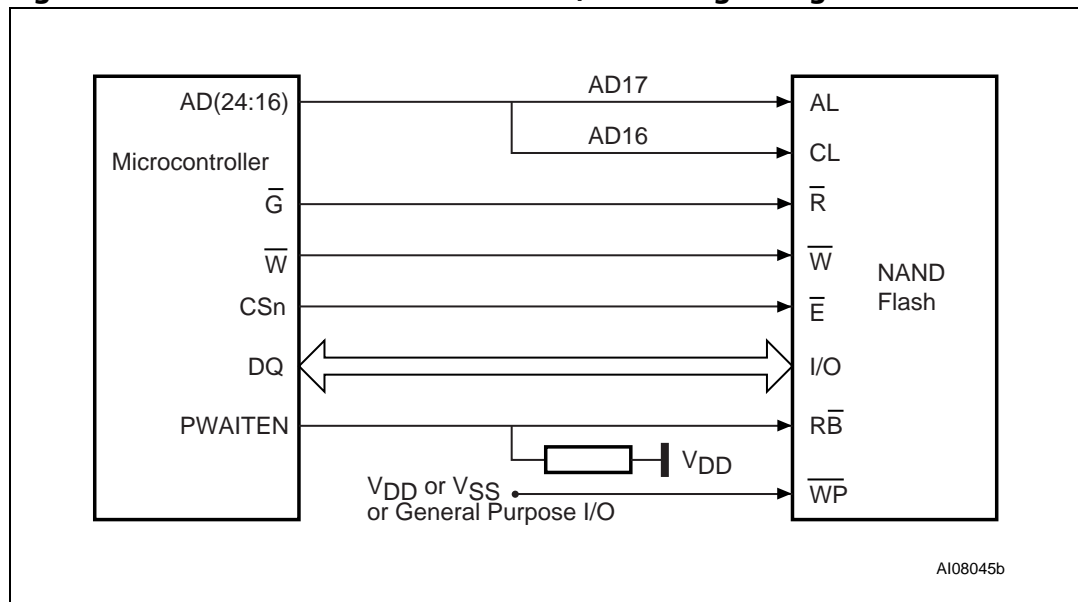 AD(24:16)
Microcontroller
G̅
W̅
CSn
DQ
PWAITEN
AD17
AD16
VDD
VDD or VSS
or General Purpose I/O
AL
CL
R̅
W̅
E̅
I/O
RB̅
W̅P̅
NAND
Flash
AI08045b